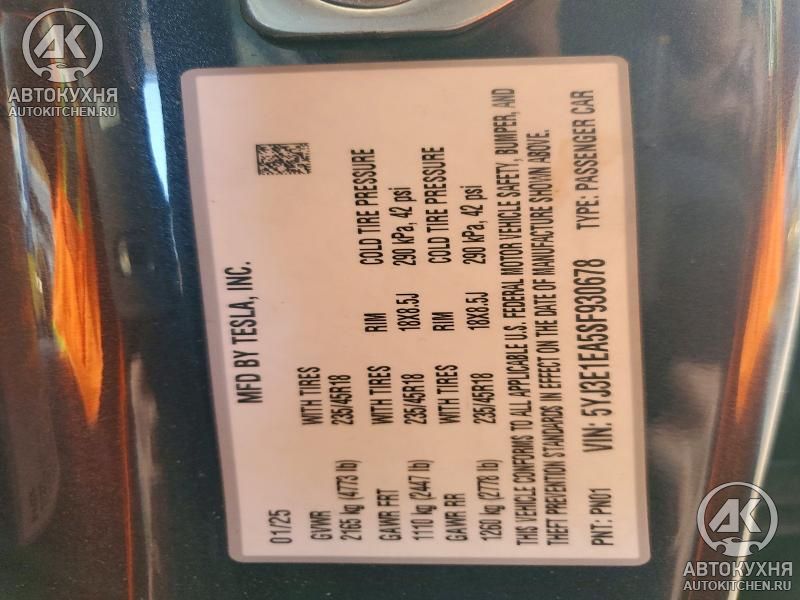 MFD BY TESLA, INC.
01/25
GVWR WITH TIRES RIM COLD TIRE PRESSURE
2165 kg (4773 lb) 235/45R18 18X8.5J 290 kPa, 42 psi
GAWR FRT WITH TIRES RIM COLD TIRE PRESSURE
1110 kg (2447 lb) 235/45R18 18X8.5J 290 kPa, 42 psi
GAWR RR WITH TIRES
1260 kg (2778 lb) 235/45R18
THIS VEHICLE CONFORMS TO ALL APPLICABLE U.S. FEDERAL MOTOR VEHICLE SAFETY, BUMPER, AND
THEFT PREVENTION STANDARDS IN EFFECT ON THE DATE OF MANUFACTURE SHOWN ABOVE.
PNT: PN01 VIN: 5YJ3E1EA5SF930678 TYPE: PASSENGER CAR
АК
АВТОКУХНЯ
AUTOKITCHEN.RU
АК
АВТОКУХНЯ
AUTOKITCHEN.RU